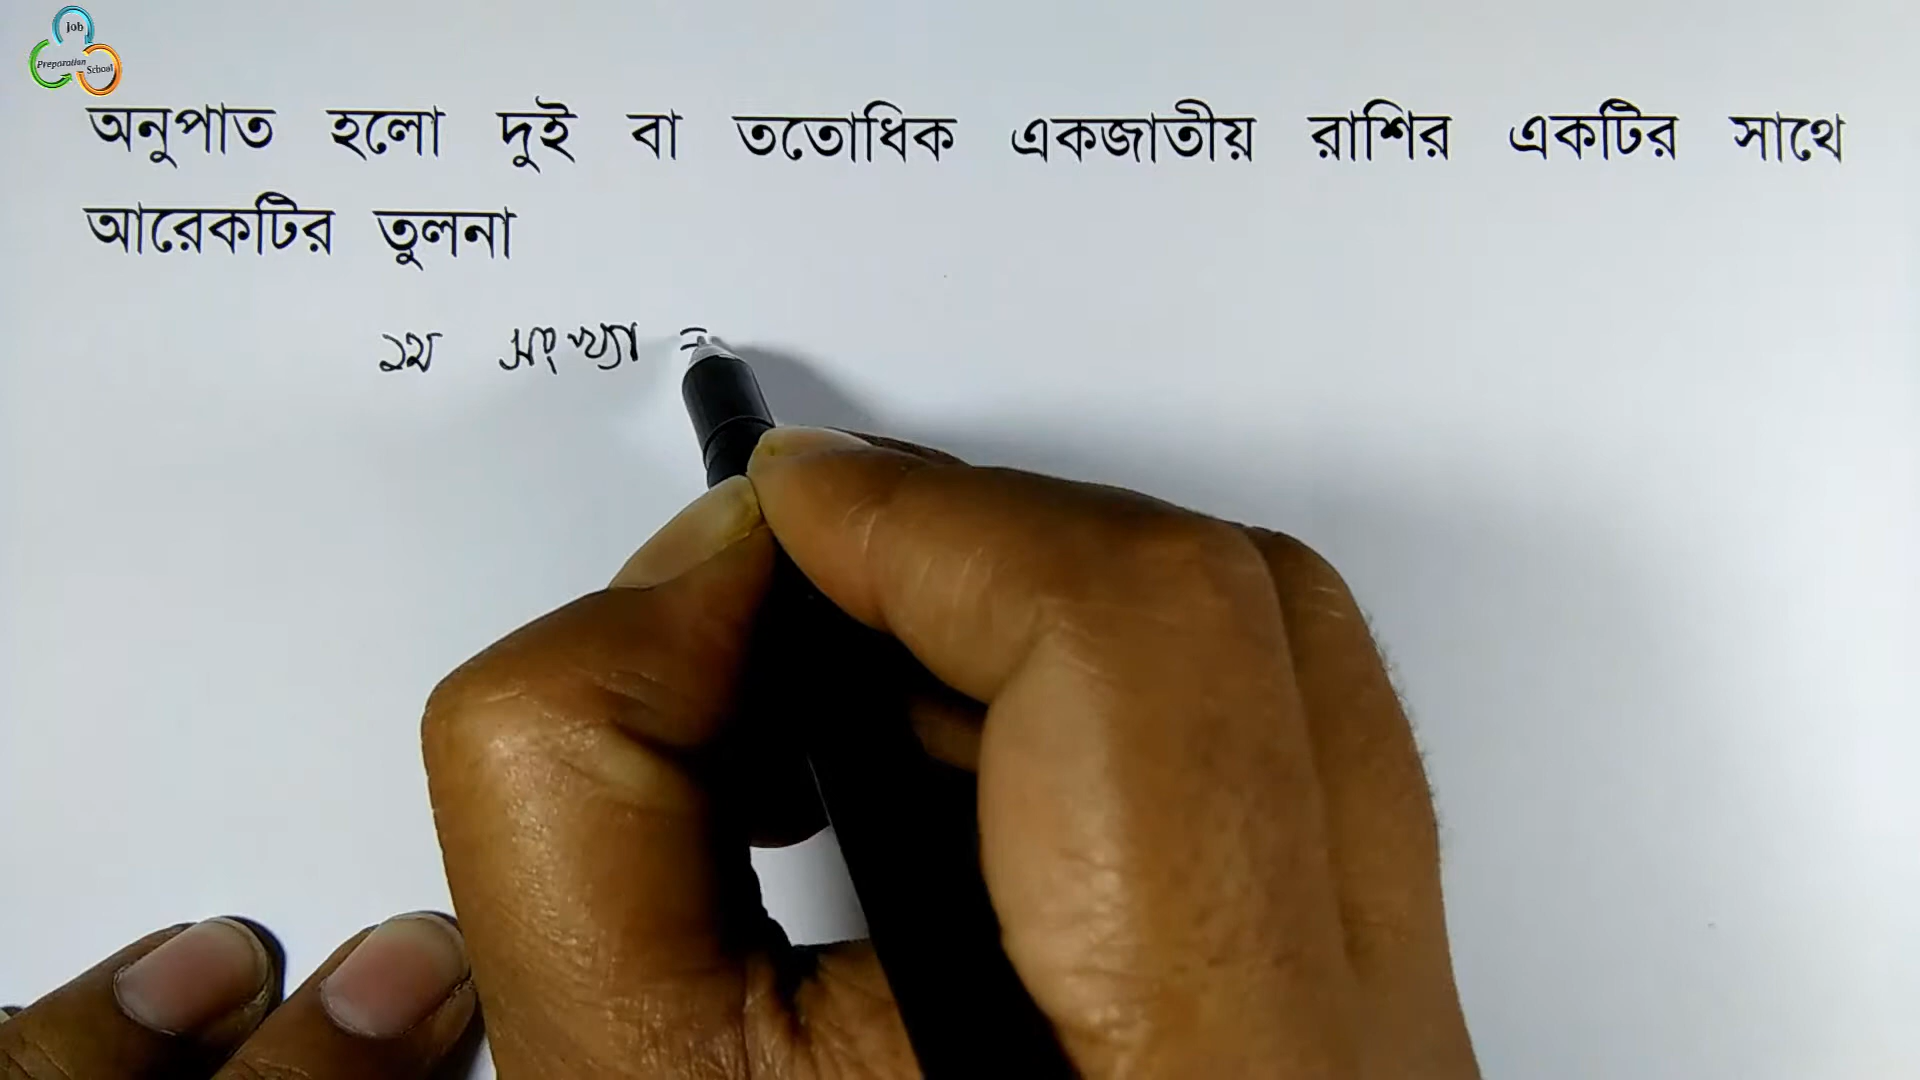 Job
Preparation
School
অনুপাত হলো দুই বা ততোধিক একজাতীয় রাশির একটির সাথে
আরেকটির তুলনা
১ম সংখ্যা =